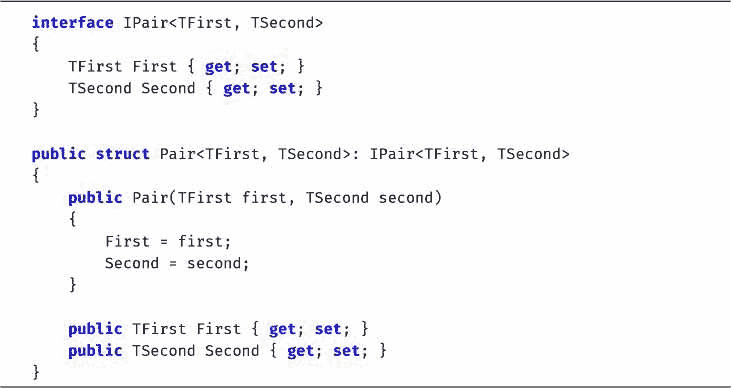 interface IPair<TFirst, TSecond>
{
    TFirst First { get; set; }
    TSecond Second { get; set; }
}

public struct Pair<TFirst, TSecond>: IPair<TFirst, TSecond>
{
    public Pair(TFirst first, TSecond second)
    {
        First = first;
        Second = second;
    }

    public TFirst First { get; set; }
    public TSecond Second { get; set; }
}